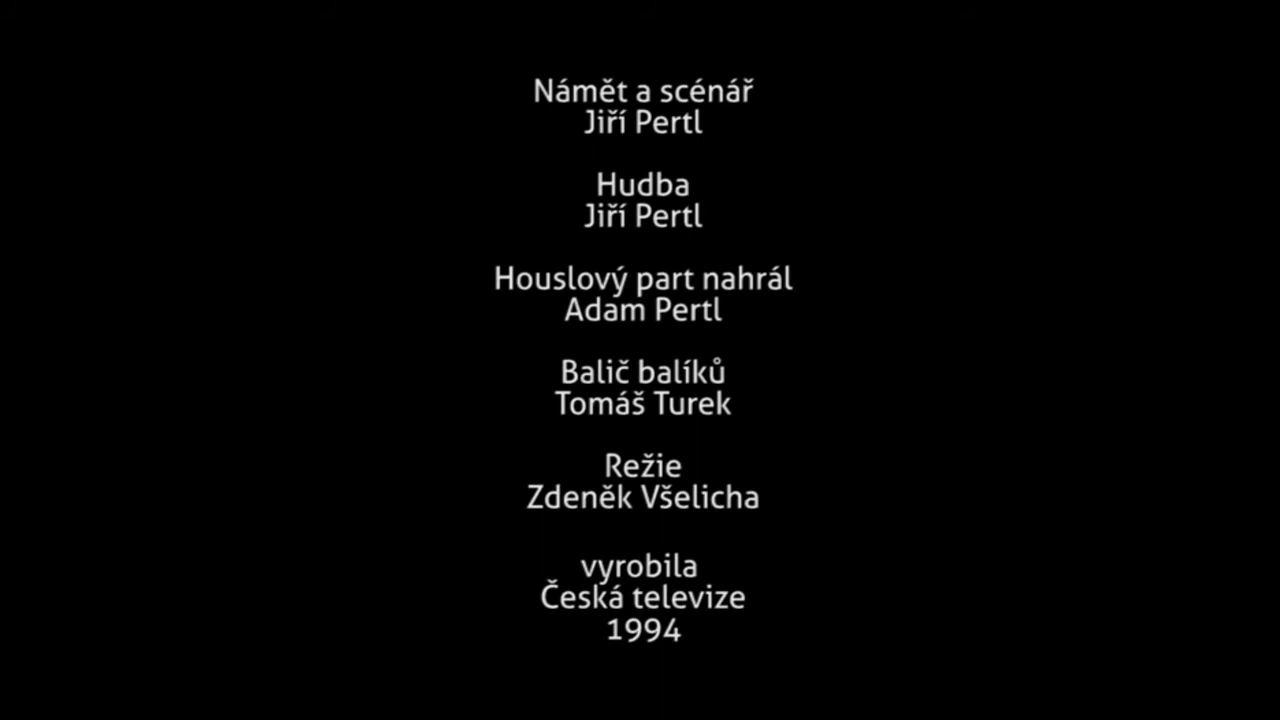 Námět a scénář
Jiří Pertl
Hudba
Jiří Pertl
Houslový part nahrál
Adam Pertl
Balič balíků
Tomáš Turek
Režie
Zdeněk Všelicha
vyrobila
Česká televize
1994